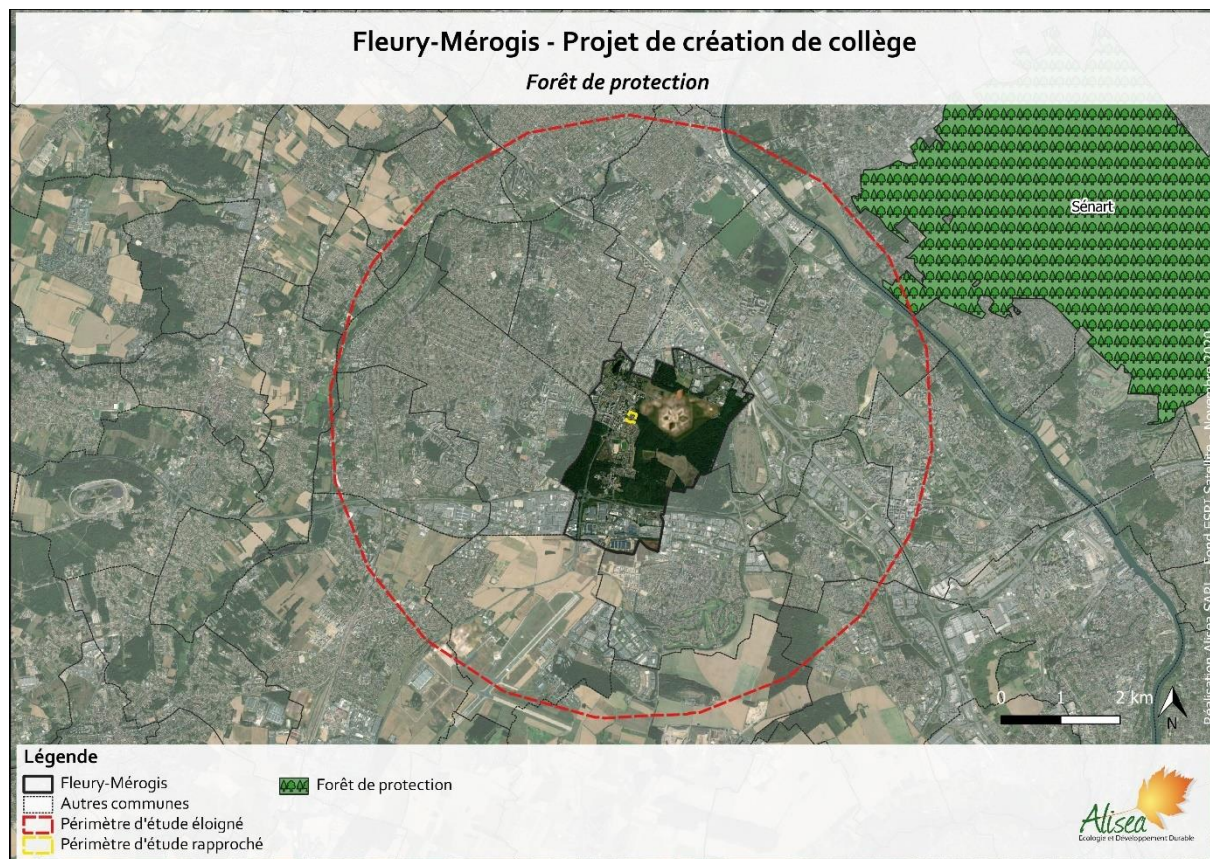 Fleury-Mérogis - Projet de création de collège
Forêt de protection
Sénart
0 1 2 km
N
Légende
Fleury-Mérogis
Autres communes
Périmètre d'étude éloigné
Périmètre d'étude rapproché
Forêt de protection
Alisea
Ecologie et Développement Durable